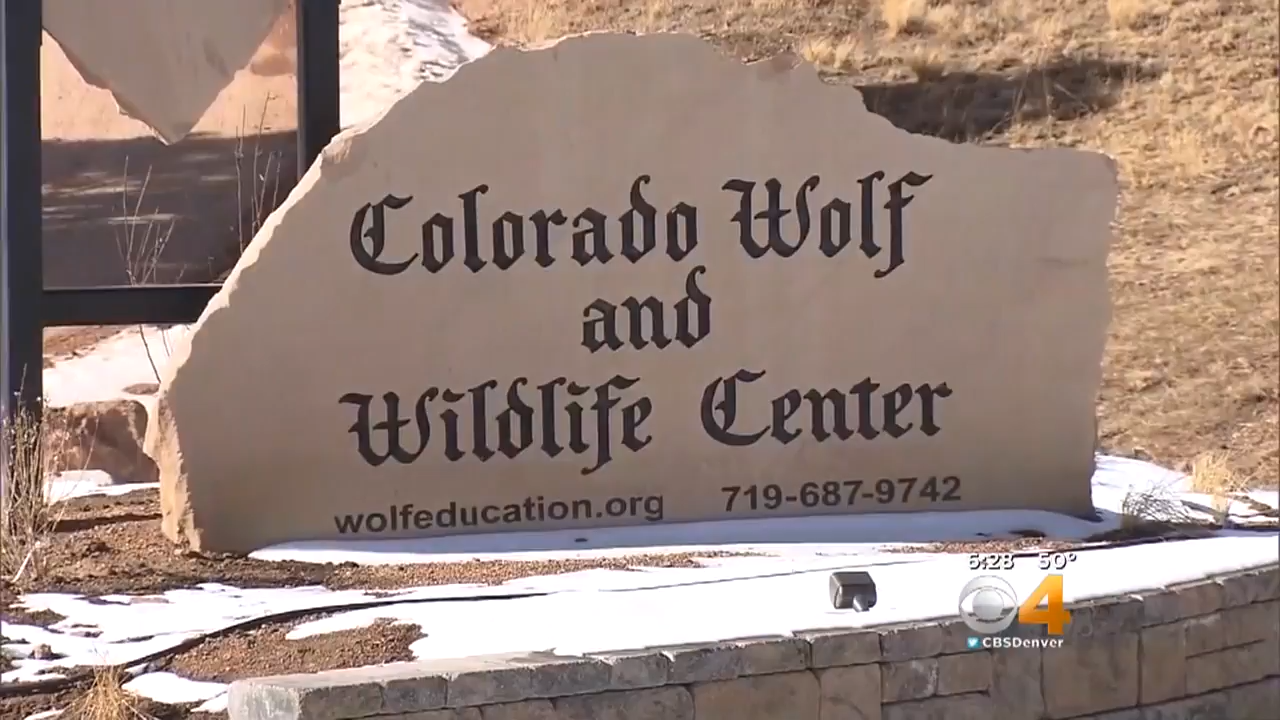 Colorado Wolf
and
Wildlife Center
wolfeducation.org 719-687-9742
5:28 50°
4
CBSDenver